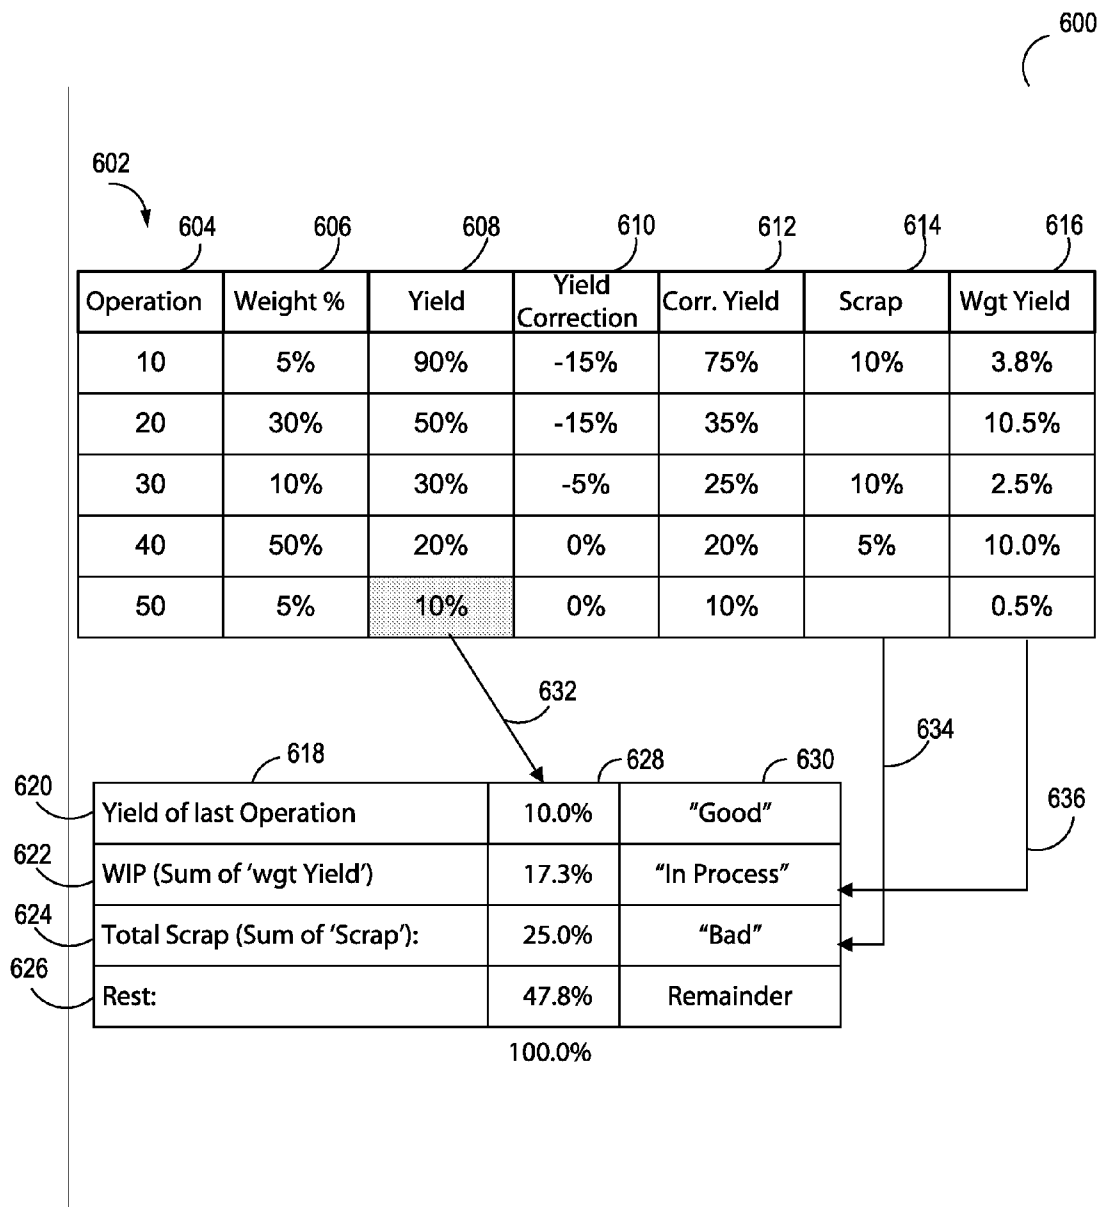 600
602
604 606 608 610 612 614 616
Operation Weight % Yield Yield Correction Corr. Yield Scrap Wgt Yield
10 5% 90% -15% 75% 10% 3.8%
20 30% 50% -15% 35% 10.5%
30 10% 30% -5% 25% 10% 2.5%
40 50% 20% 0% 20% 5% 10.0%
50 5% 10% 0% 10% 0.5%
632
634
636
618 628 630
620 Yield of last Operation 10.0% ”Good”
622 WIP (Sum of ‘wgt Yield’) 17.3% “In Process”
624 Total Scrap (Sum of ‘Scrap’): 25.0% “Bad”
626 Rest: 47.8% Remainder
100.0%